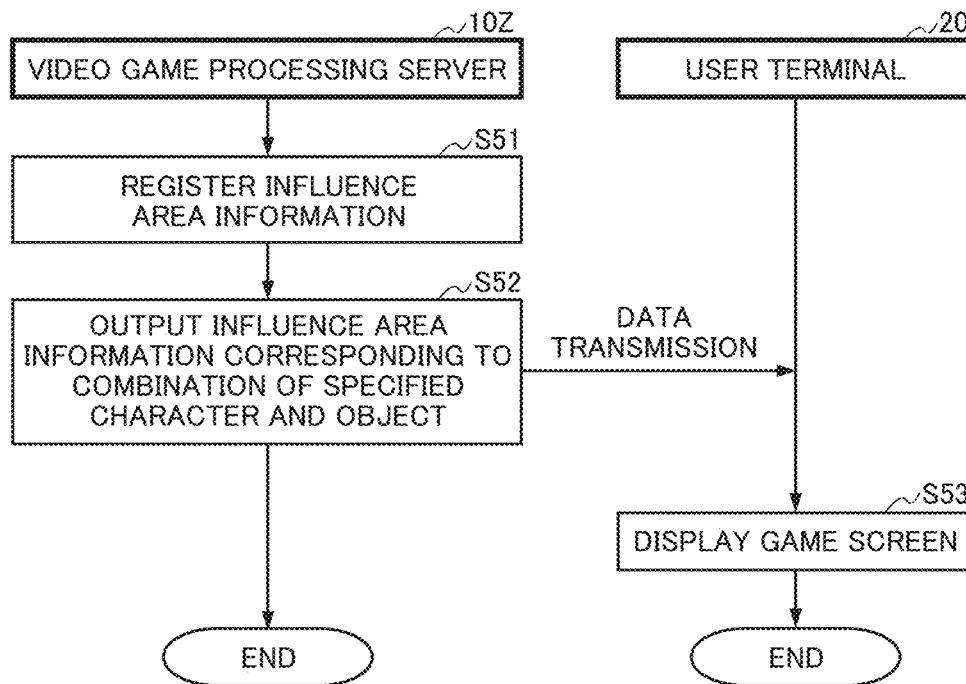 10Z
VIDEO GAME PROCESSING SERVER
20
USER TERMINAL
S51
REGISTER INFLUENCE
AREA INFORMATION
S52
OUTPUT INFLUENCE AREA
INFORMATION CORRESPONDING TO
COMBINATION OF SPECIFIED
CHARACTER AND OBJECT
DATA
TRANSMISSION
S53
DISPLAY GAME SCREEN
END
END